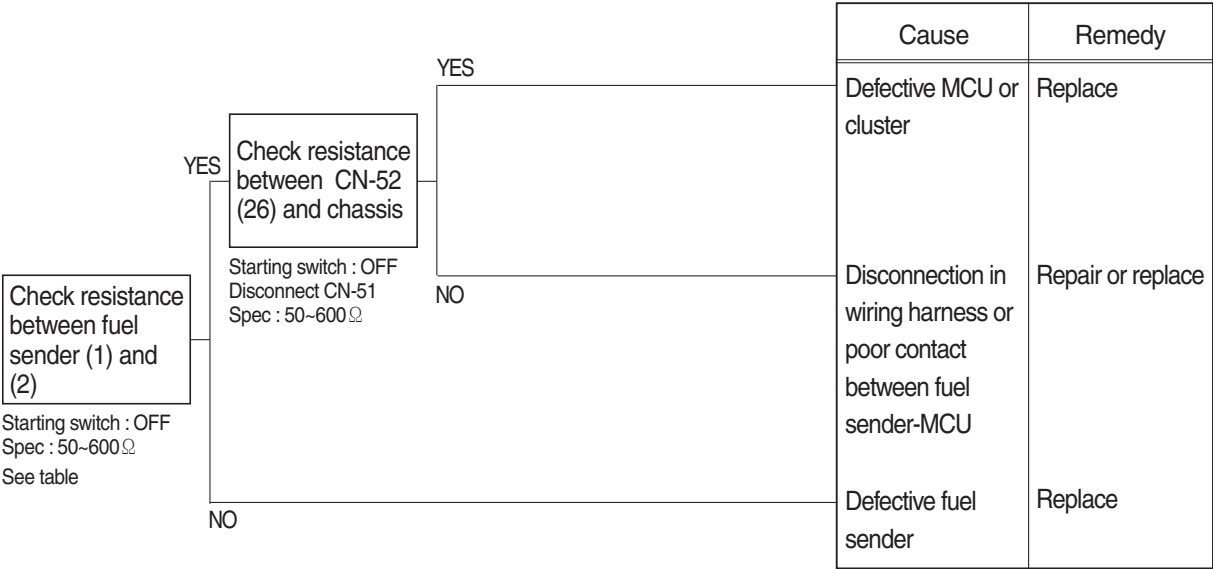 Cause
Remedy
YES
Defective MCU or
cluster
Replace
YES
Check resistance
between CN-52
(26) and chassis
Starting switch : OFF
Disconnect CN-51
Spec : 50~600Ω
NO
Disconnection in
wiring harness or
poor contact
between fuel
sender-MCU
Repair or replace
Check resistance
between fuel
sender (1) and
(2)
Starting switch : OFF
Spec : 50~600Ω
See table
NO
Defective fuel
sender
Replace